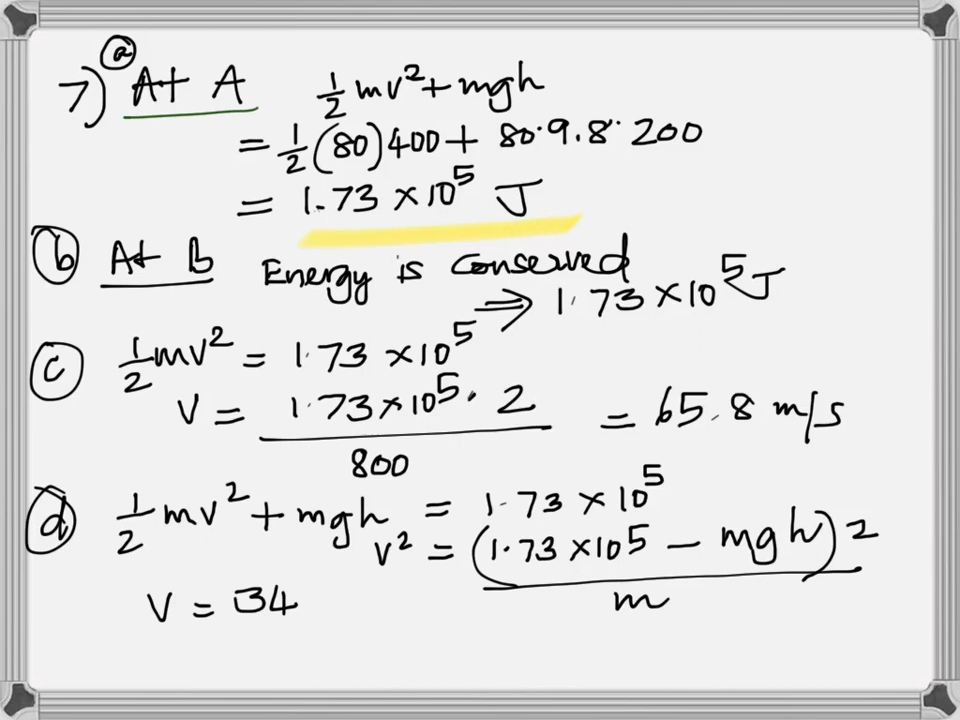 7) ⓐ At A ½mv²+mgh
= ½(80)400+ 80·9.8·200
= 1.73 ×10⁵ J
ⓑ At B Energy is conserved
⇒ 1.73 ×10⁵J
ⓒ ½mv² = 1.73 ×10⁵
V = 1.73×10⁵· 2 / 800 = 65.8 m/s
ⓓ ½mv²+mgh = 1.73 ×10⁵
v² = (1.73 ×10⁵ – mgh)2 / m
V = 34